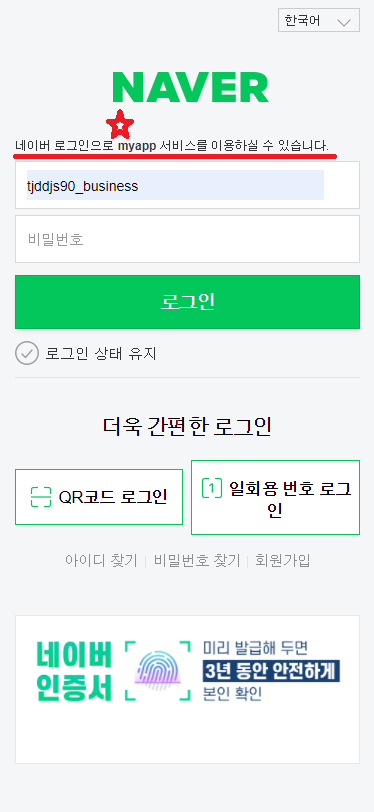 한국어
NAVER
네이버 로그인으로 myapp 서비스를 이용하실 수 있습니다.
tjddjs90_business
비밀번호
로그인
로그인 상태 유지
더욱 간편한 로그인
QR코드 로그인
1 일회용 번호 로그
인
아이디 찾기 | 비밀번호 찾기 | 회원가입
네이버
인증서
미리 발급해 두면
3년 동안 안전하게
본인 확인